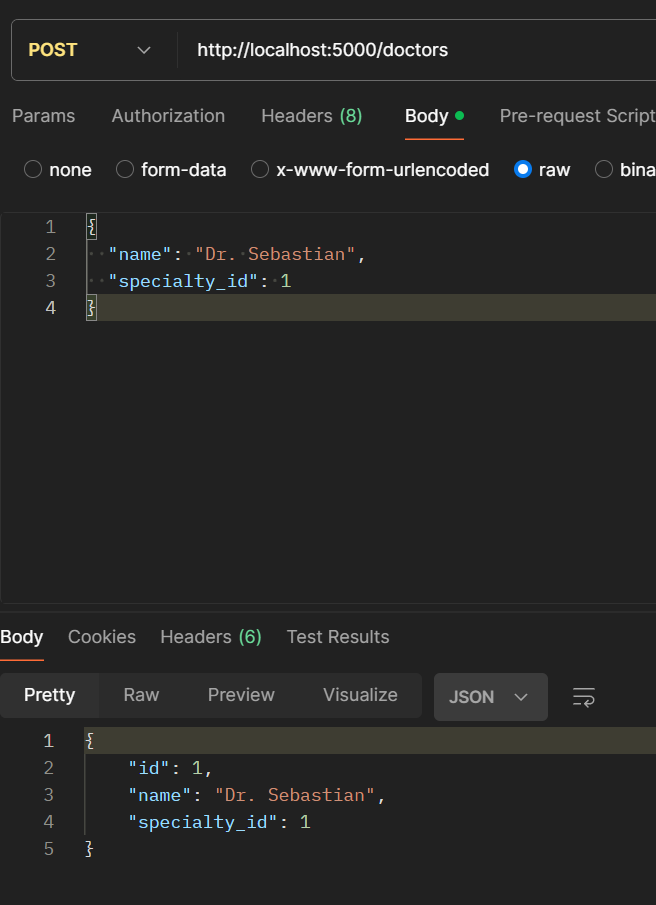 POST http://localhost:5000/doctors
Params Authorization Headers (8) Body Pre-request Script
none form-data x-www-form-urlencoded raw bina
1 {
2 "name": "Dr. Sebastian",
3 "specialty_id": 1
4 }
Body Cookies Headers (6) Test Results
Pretty Raw Preview Visualize JSON
1 {
2 "id": 1,
3 "name": "Dr. Sebastian",
4 "specialty_id": 1
5 }